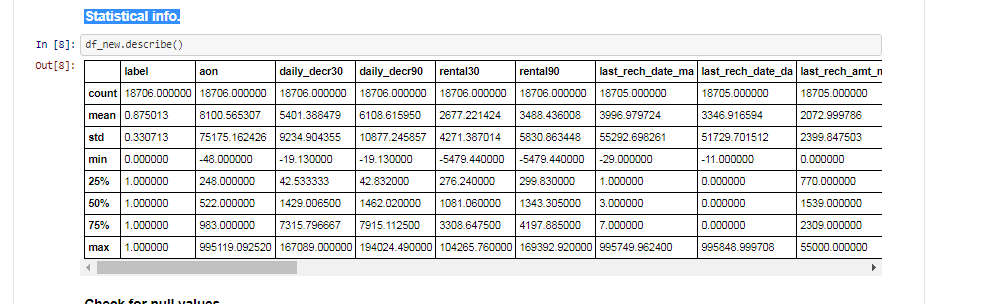 Statistical info.
In [8]: df_new.describe()
Out[8]:
label aon daily_decr30 daily_decr90 rental30 rental90 last_rech_date_ma last_rech_date_da last_rech_amt_m
count 18706.000000 18706.000000 18706.000000 18706.000000 18706.000000 18706.000000 18705.000000 18705.000000 18705.000000
mean 0.875013 8100.565307 5401.388479 6108.615950 2677.221424 3488.436008 3996.979724 3346.916594 2072.999786
std 0.330713 75175.162426 9234.904355 10877.245857 4271.387014 5830.863448 55292.698261 51729.701512 2399.847503
min 0.000000 -48.000000 -19.130000 -19.130000 -5479.440000 -5479.440000 -29.000000 -11.000000 0.000000
25% 1.000000 248.000000 42.533333 42.832000 276.240000 299.830000 1.000000 0.000000 770.000000
50% 1.000000 522.000000 1429.006500 1462.020000 1081.060000 1343.305000 3.000000 0.000000 1539.000000
75% 1.000000 983.000000 7315.796667 7915.112500 3308.647500 4197.885000 7.000000 0.000000 2309.000000
max 1.000000 995119.092520 167089.000000 194024.490000 104265.760000 169392.920000 995749.962400 995848.999708 55000.000000
Check for null values